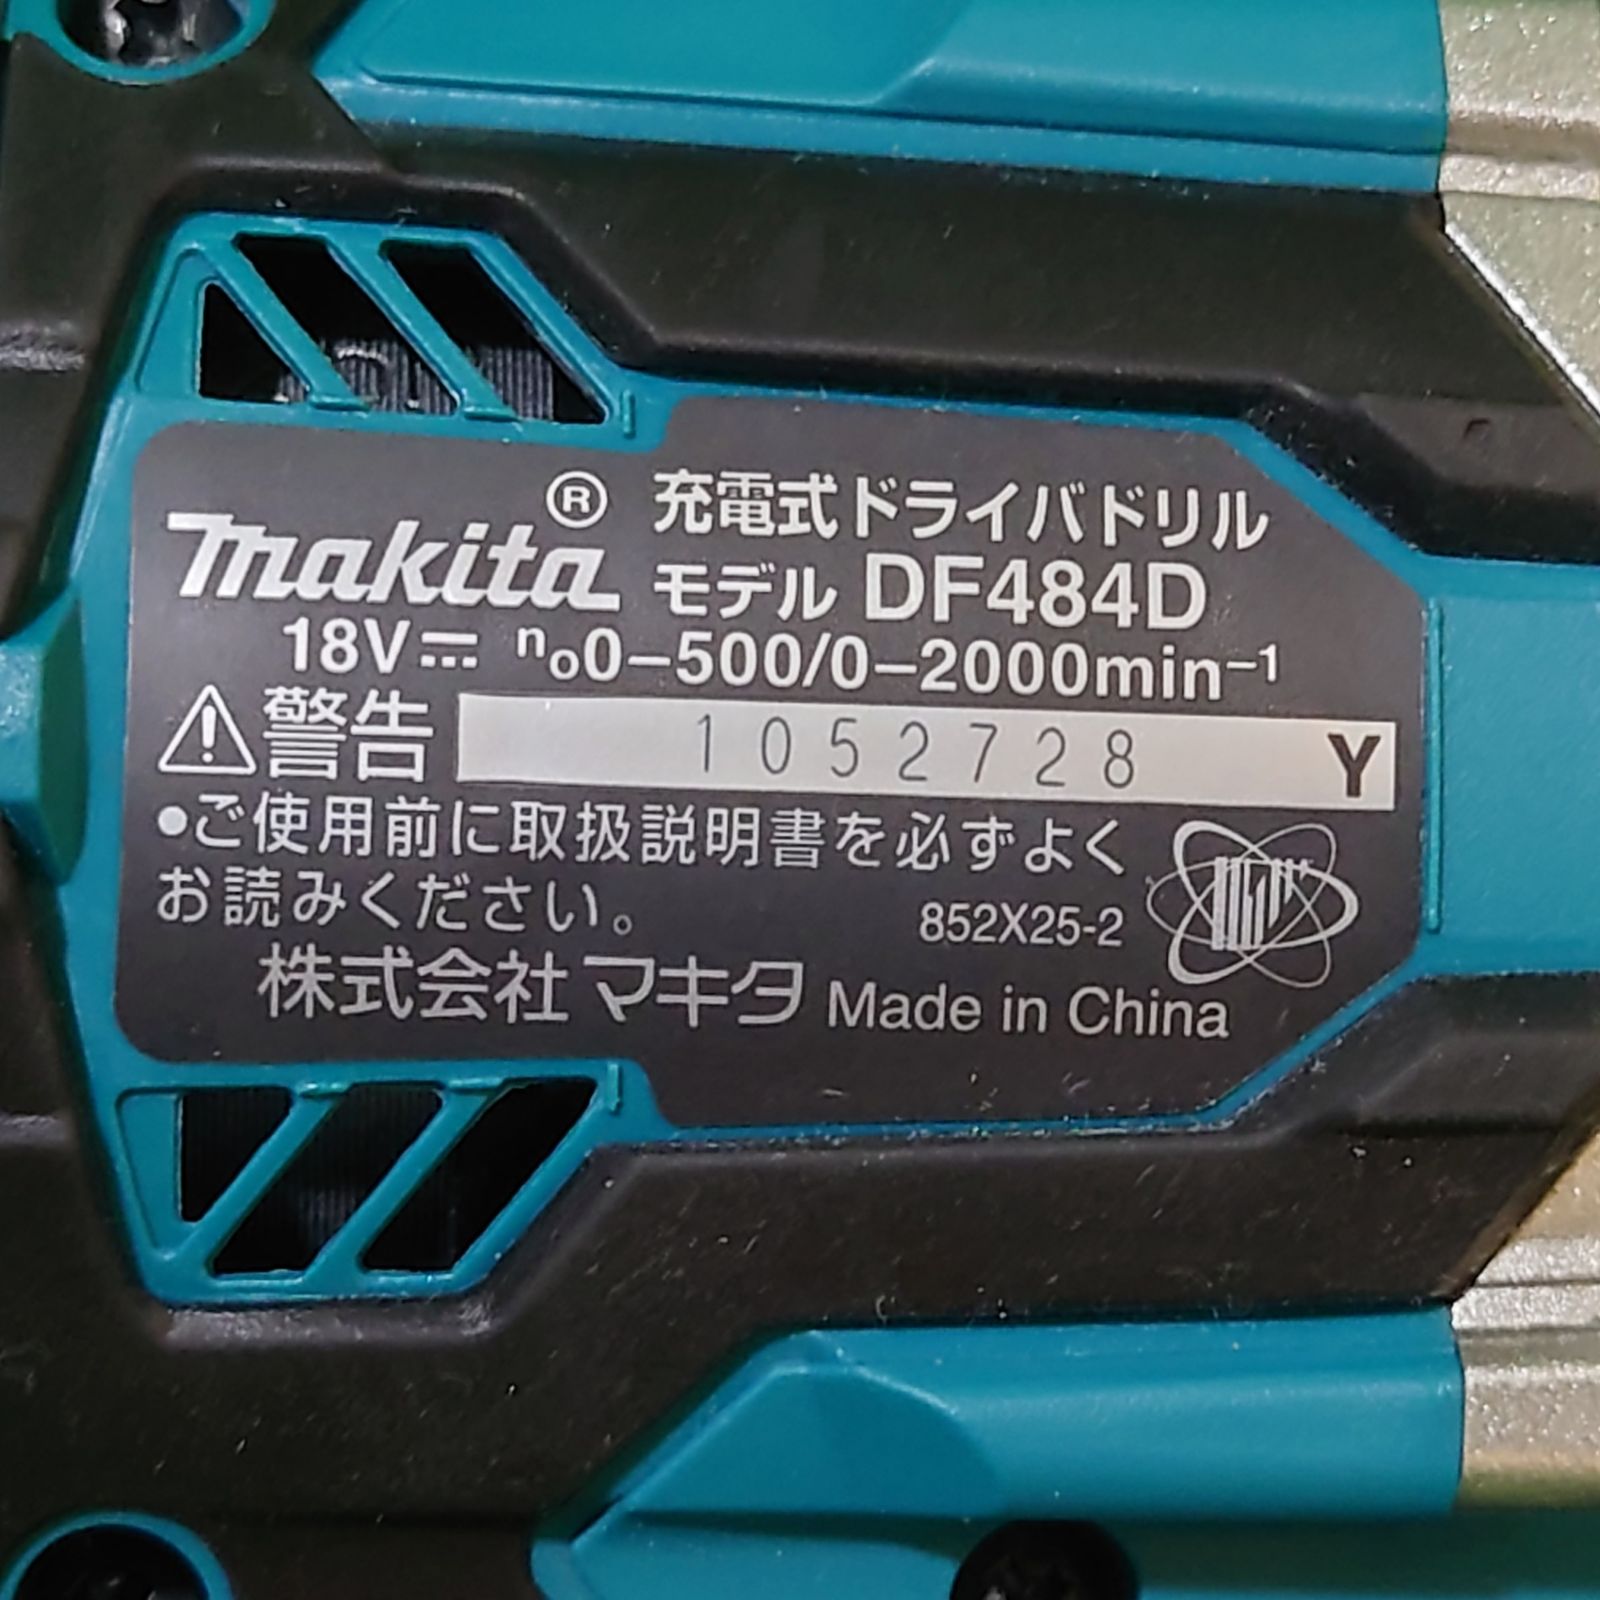 makita® 充電式ドライバドリル
モデル DF484D
18V⎓ n₀0−500/0−2000min⁻¹
⚠警告 1052728 Y
●ご使用前に取扱説明書を必ずよく
お読みください。 852X25-2
株式会社マキタ Made in China